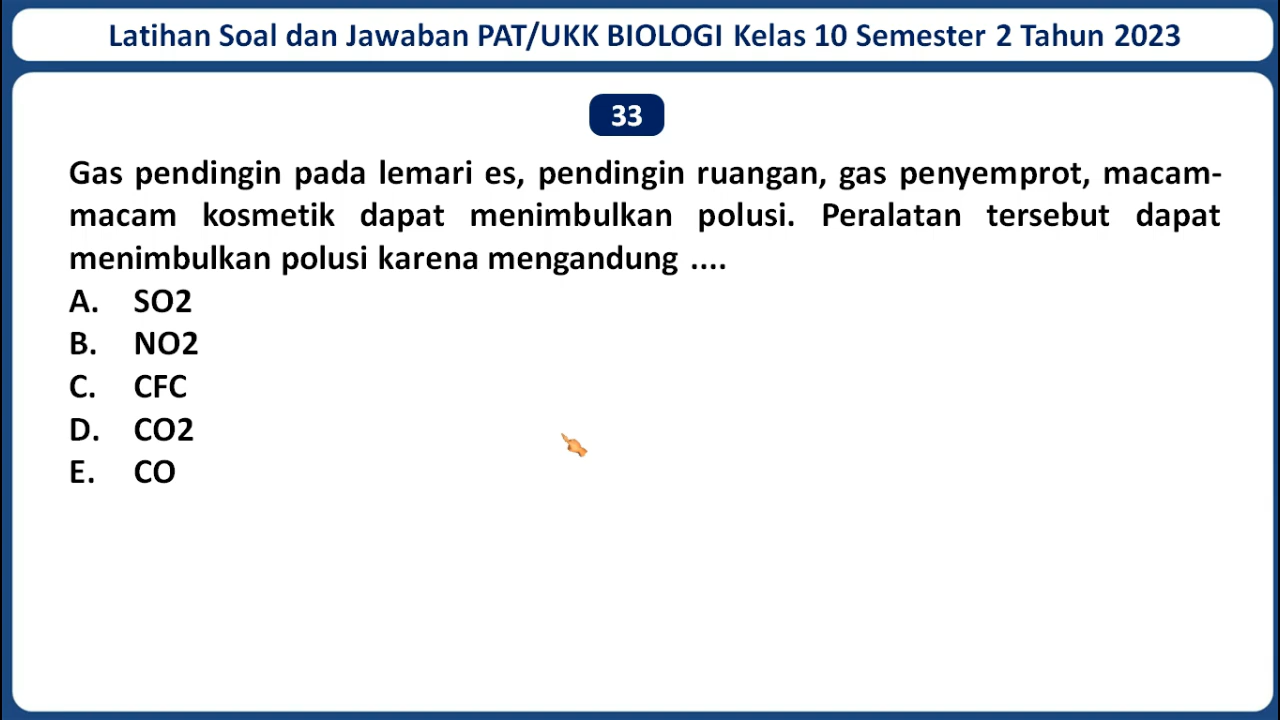 Latihan Soal dan Jawaban PAT/UKK BIOLOGI Kelas 10 Semester 2 Tahun 2023
33
Gas pendingin pada lemari es, pendingin ruangan, gas penyemprot, macam-
macam kosmetik dapat menimbulkan polusi. Peralatan tersebut dapat
menimbulkan polusi karena mengandung ....
A. SO2
B. NO2
C. CFC
D. CO2
E. CO